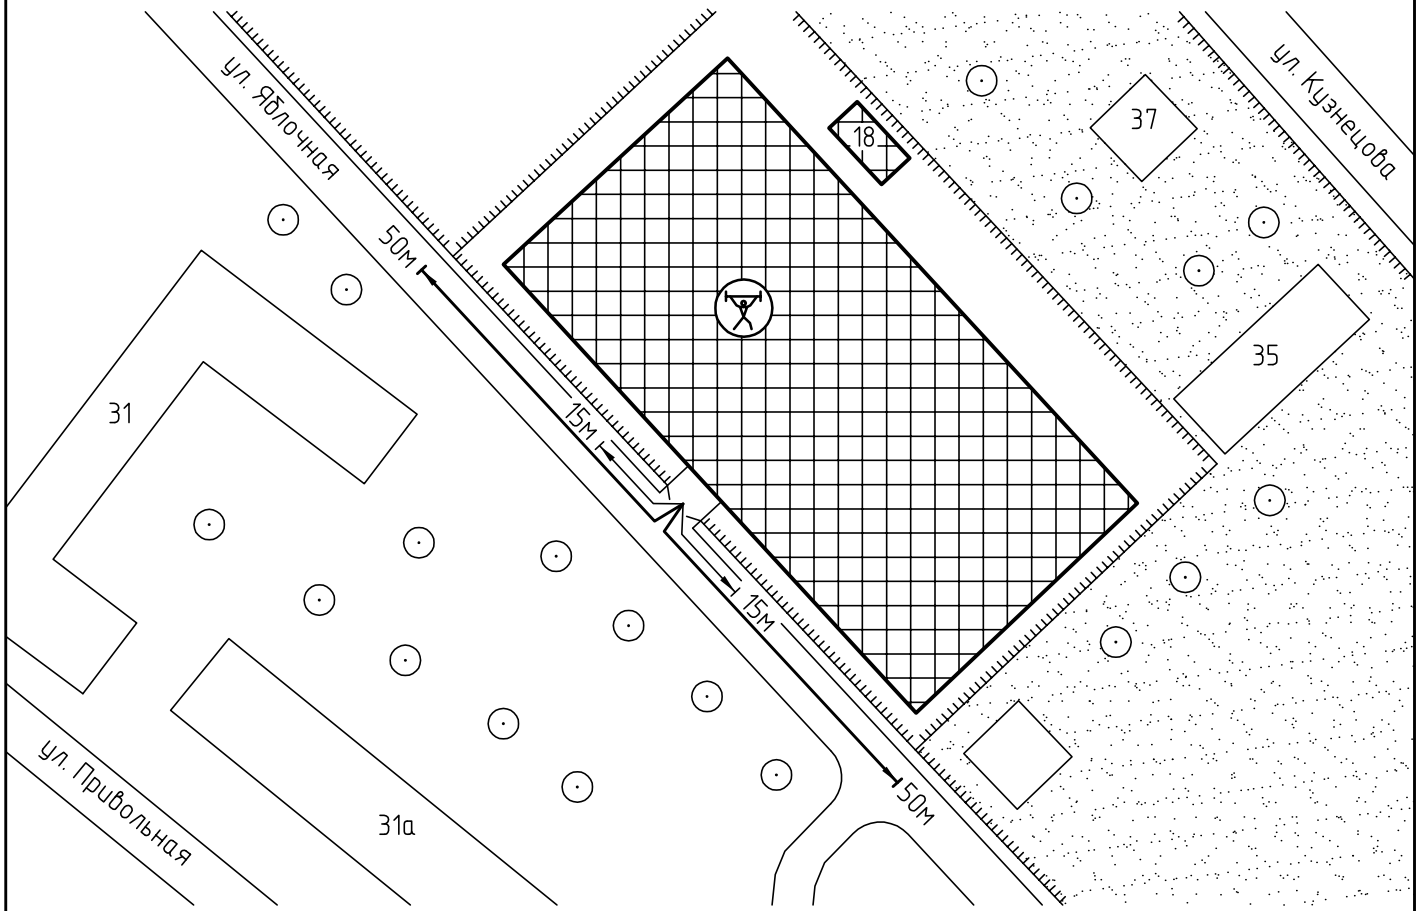 ул. Яблочная
ул. Кузнецова
37
18
50м
35
31
15м
15м
50м
31а
ул. Привольная